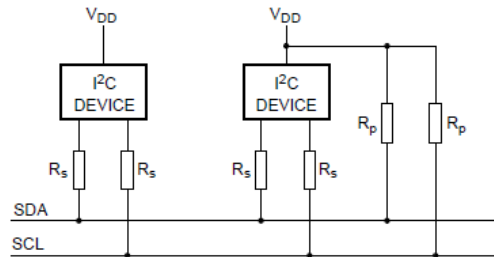 VDD VDD
I²C DEVICE I²C DEVICE
Rs Rs Rs Rs Rp Rp
SDA
SCL